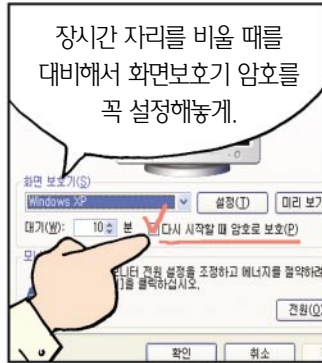 장시간 자리를 비울 때를
대비해서 화면보호기 암호를
꼭 설정해놓게.
화면 보호기(S)
Windows XP
설정(T)
미리 보기
대기(W): 10 분
다시 시작할 때 암호로 보호(P)
모니
니터 전원 설정을 조정하고 에너지를 절약하려
]을 클릭하십시오.
전원(O)
확인
취소